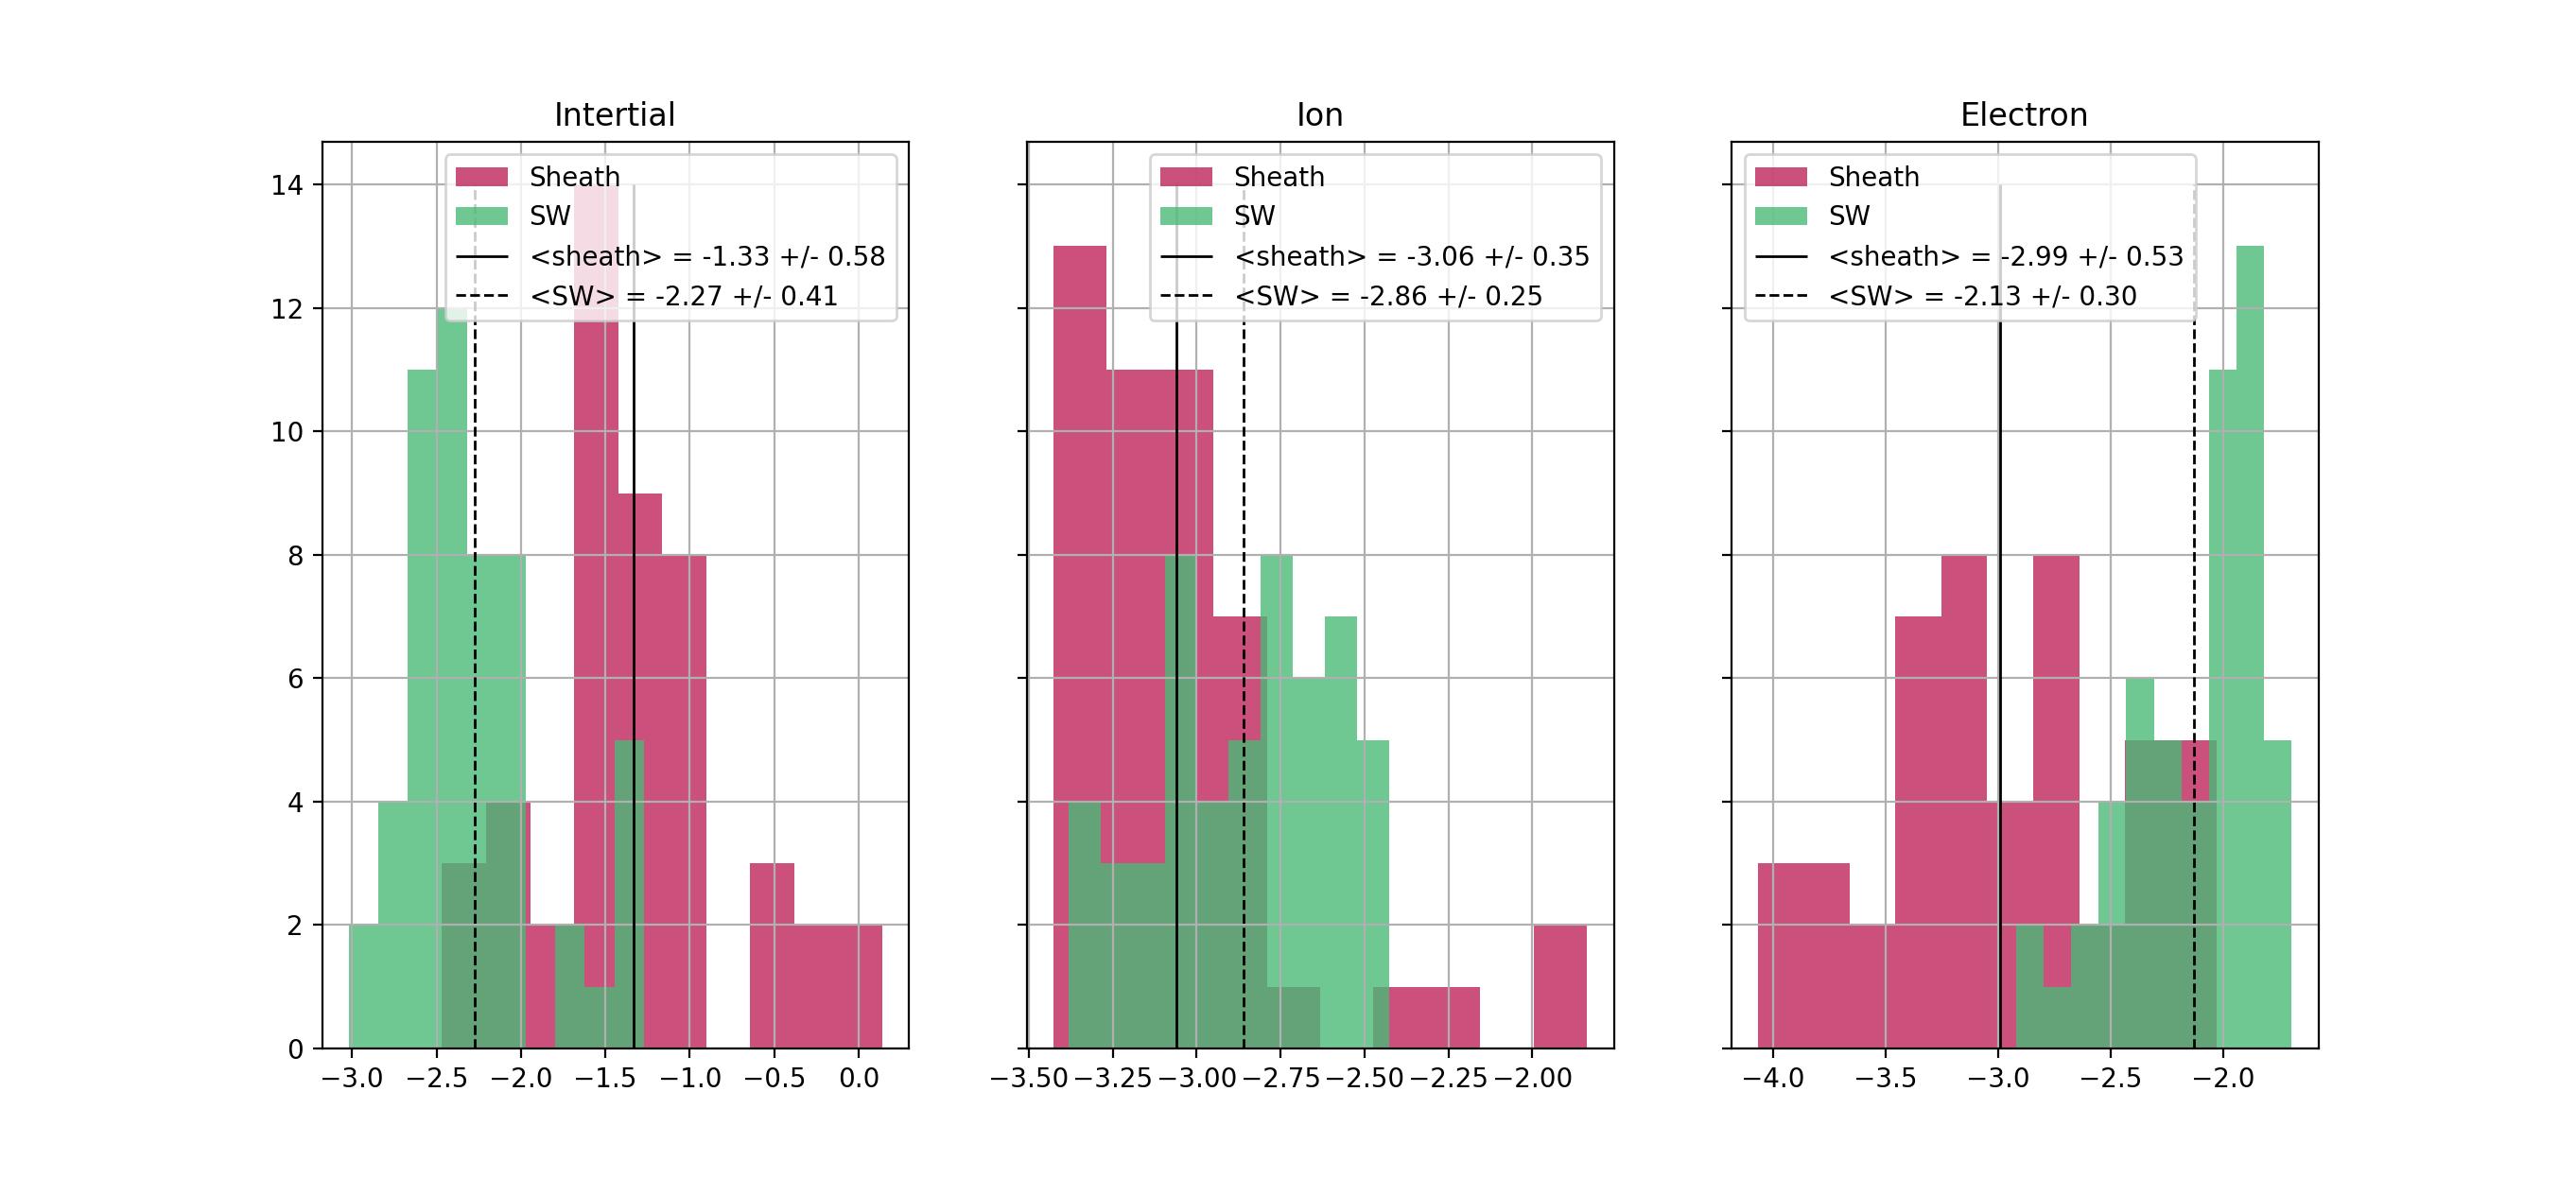 Intertial
Sheath
SW
<sheath> = -1.33 +/- 0.58
<SW> = -2.27 +/- 0.41
14
12
10
8
6
4
2
0
−3.0 −2.5 −2.0 −1.5 −1.0 −0.5 0.0
Ion
Sheath
SW
<sheath> = -3.06 +/- 0.35
<SW> = -2.86 +/- 0.25
−3.50 −3.25 −3.00 −2.75 −2.50 −2.25 −2.00
Electron
Sheath
SW
<sheath> = -2.99 +/- 0.53
<SW> = -2.13 +/- 0.30
−4.0 −3.5 −3.0 −2.5 −2.0